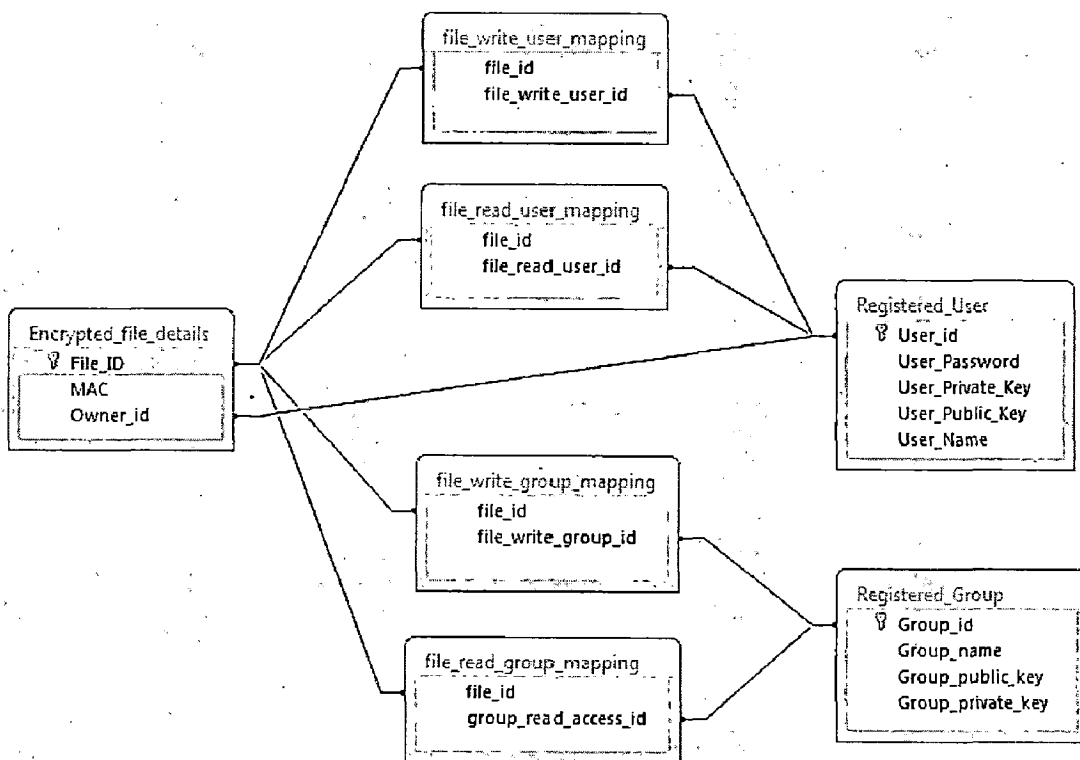 file_write_user_mapping
file_id
file_write_user_id
file_read_user_mapping
file_id
file_read_user_id
Encrypted_file_details
File_ID
MAC
Owner_id
Registered_User
User_id
User_Password
User_Private_Key
User_Public_Key
User_Name
file_write_group_mapping
file_id
file_write_group_id
file_read_group_mapping
file_id
group_read_access_id
Registered_Group
Group_id
Group_name
Group_public_key
Group_private_key